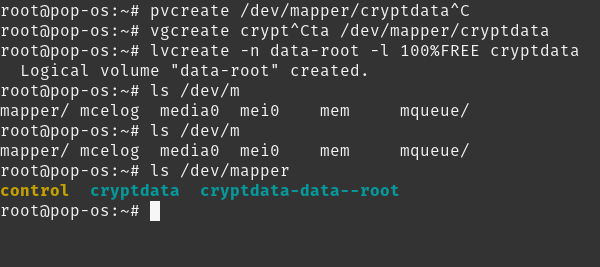 root@pop-os:~# pvcreate /dev/mapper/cryptdata^C
root@pop-os:~# vgcreate crypt^Cta /dev/mapper/cryptdata
root@pop-os:~# lvcreate -n data-root -l 100%FREE cryptdata
  Logical volume "data-root" created.
root@pop-os:~# ls /dev/m
mapper/ mcelog  media0  mei0    mem     mqueue/
root@pop-os:~# ls /dev/m
mapper/ mcelog  media0  mei0    mem     mqueue/
root@pop-os:~# ls /dev/mapper
control  cryptdata  cryptdata-data--root
root@pop-os:~#